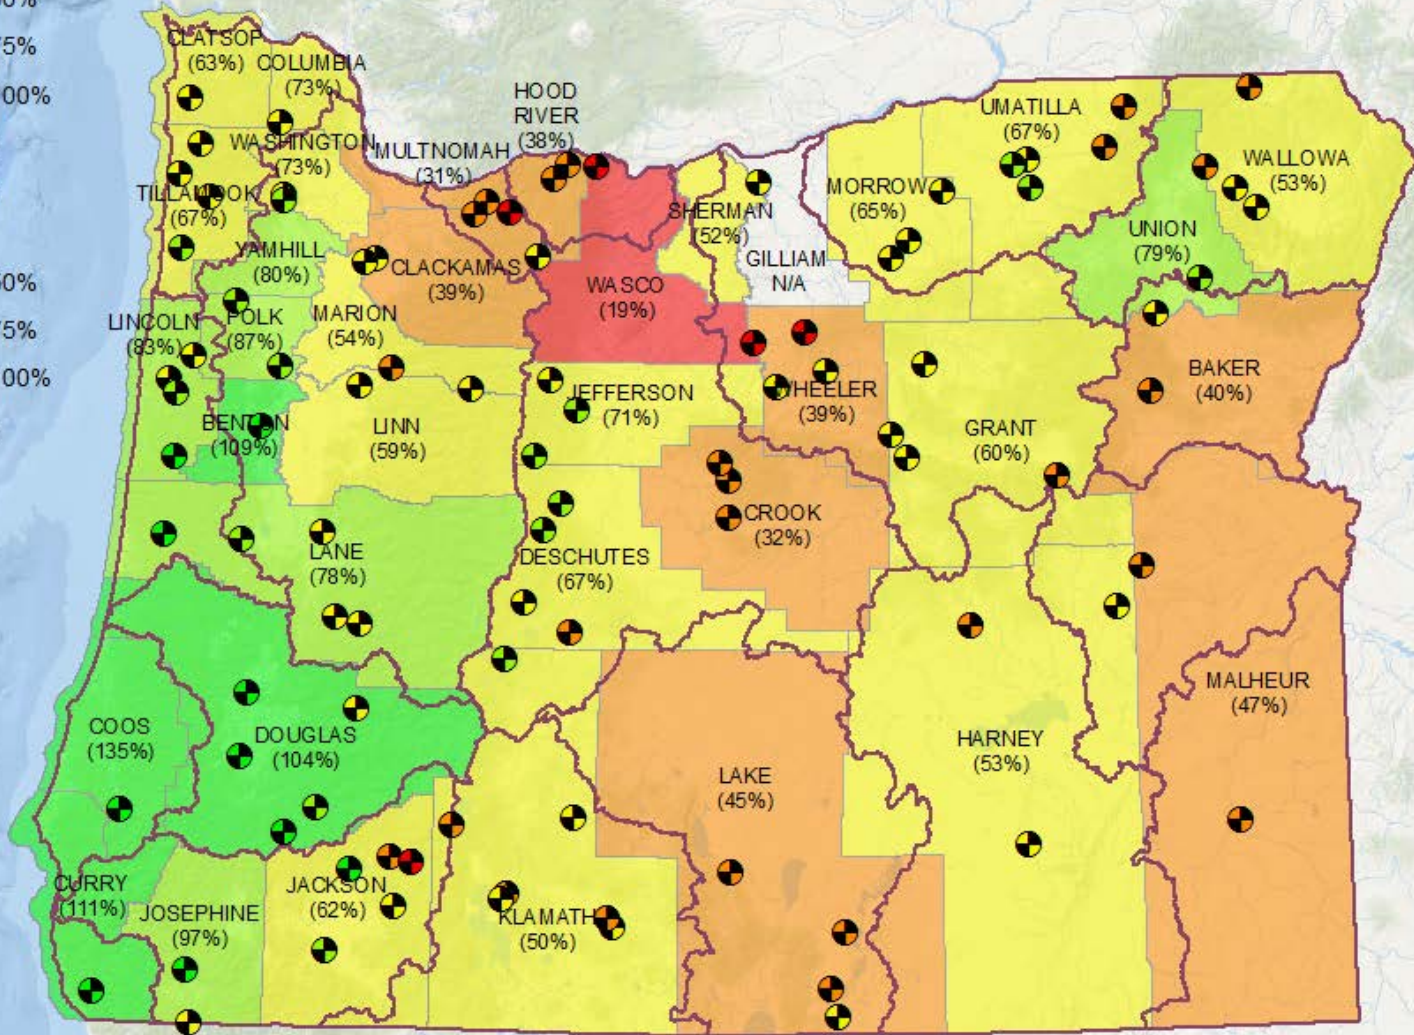 5%
00%
50%
75%
00%
CLATSOP
(63%)
COLUMBIA
(73%)
HOOD
RIVER
(38%)
WASHINGTON
(73%)
MULTNOMAH
(31%)
TILLAMOOK
(67%)
YAMHILL
(80%)
CLACKAMAS
(39%)
SHERMAN
(52%)
GILLIAM
N/A
MORROW
(65%)
UMATILLA
(67%)
WALLOWA
(53%)
UNION
(79%)
WASCO
(19%)
LINCOLN
(83%)
POLK
(87%)
MARION
(54%)
BENTON
(109%)
LINN
(59%)
JEFFERSON
(71%)
WHEELER
(39%)
GRANT
(60%)
BAKER
(40%)
CROOK
(32%)
LANE
(78%)
DESCHUTES
(67%)
COOS
(135%)
DOUGLAS
(104%)
LAKE
(45%)
HARNEY
(53%)
MALHEUR
(47%)
CURRY
(111%)
JOSEPHINE
(97%)
JACKSON
(62%)
KLAMATH
(50%)